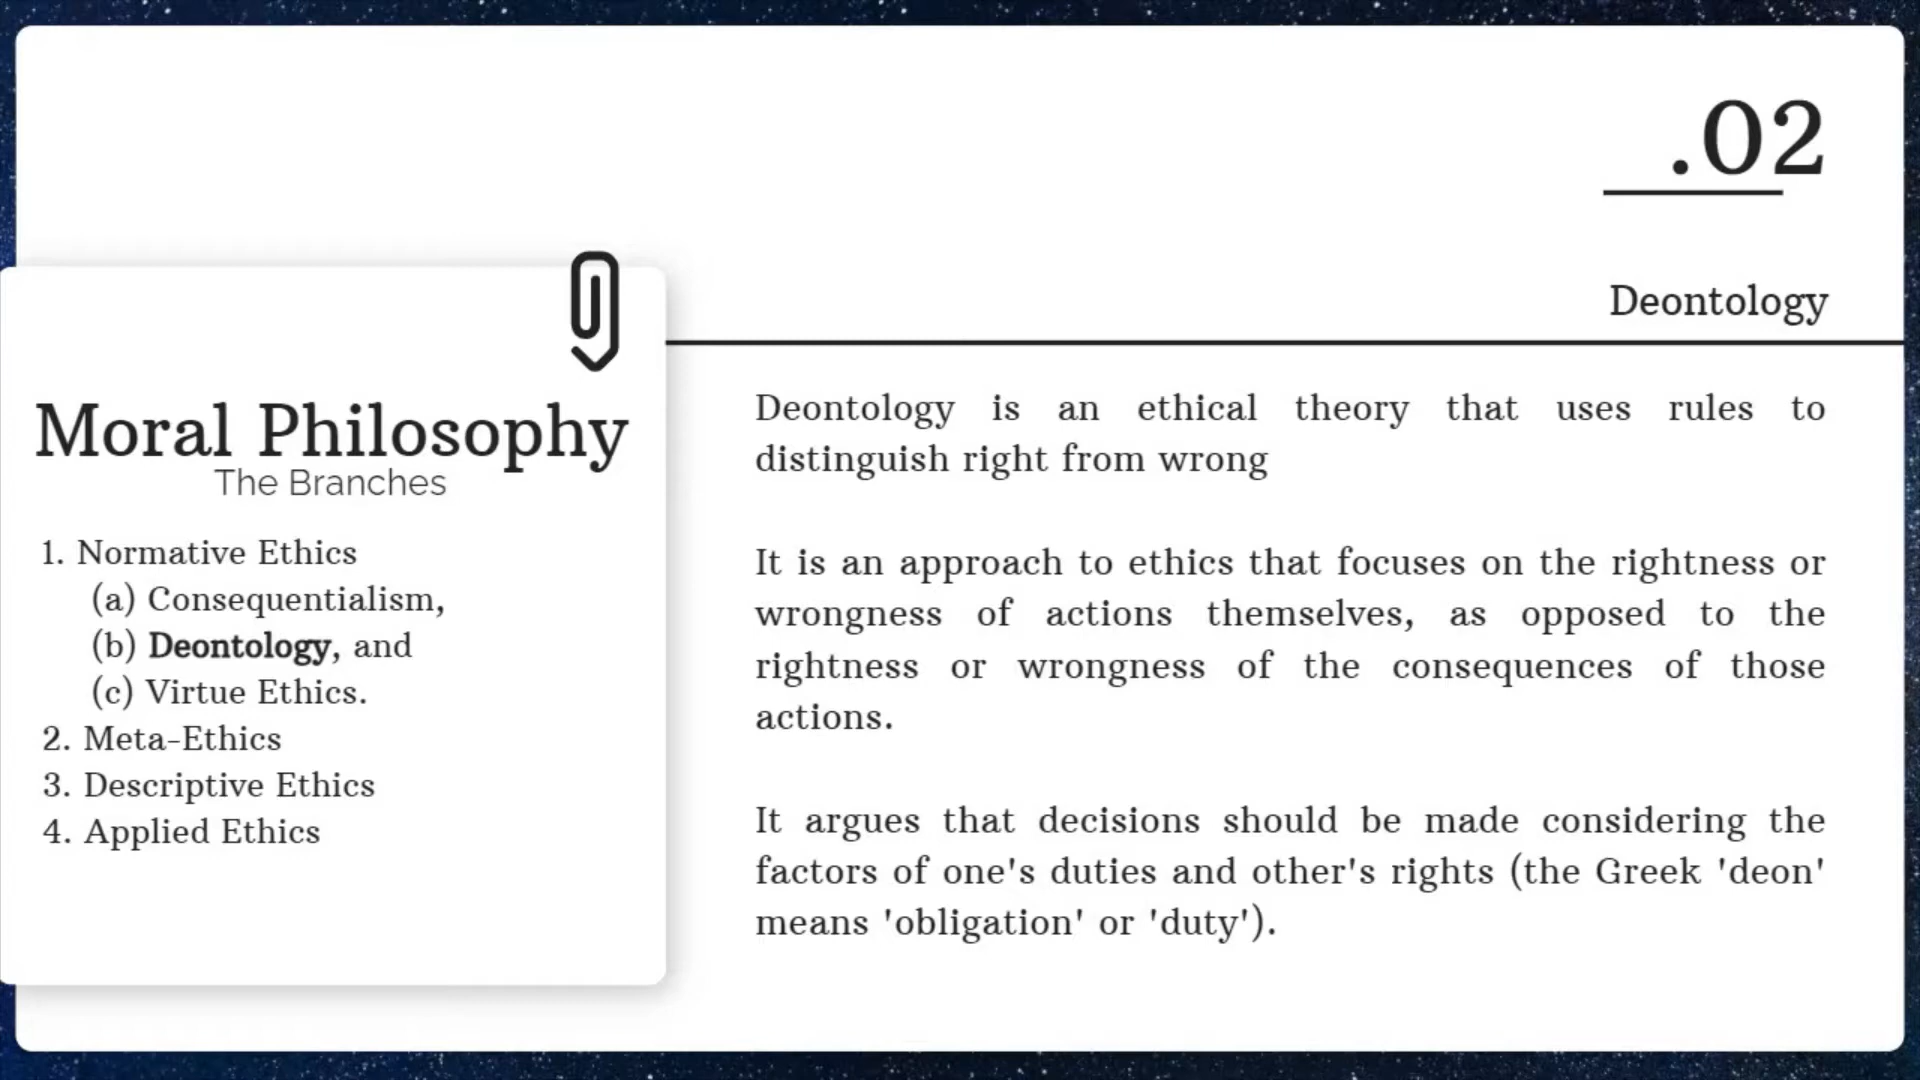 .02
Deontology
Moral Philosophy
The Branches
1. Normative Ethics
(a) Consequentialism,
(b) Deontology, and
(c) Virtue Ethics.
2. Meta-Ethics
3. Descriptive Ethics
4. Applied Ethics
Deontology is an ethical theory that uses rules to
distinguish right from wrong
It is an approach to ethics that focuses on the rightness or
wrongness of actions themselves, as opposed to the
rightness or wrongness of the consequences of those
actions.
It argues that decisions should be made considering the
factors of one's duties and other's rights (the Greek 'deon'
means 'obligation' or 'duty').